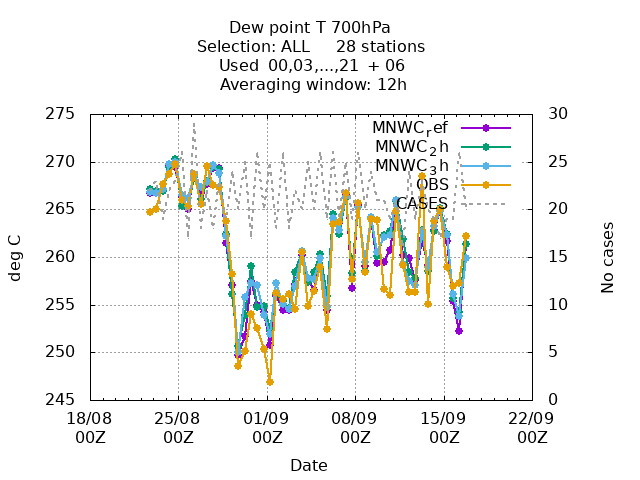 Dew point T 700hPa
Selection: ALL 28 stations
Used 00,03,...,21 + 06
Averaging window: 12h
275 30
MNWC_ref
MNWC_2h
270 25
MNWC_3h
OBS
CASES
265 20
260 15
255 10
250 5
245 0
deg C
No cases
18/08 25/08 01/09 08/09 15/09 22/09
00Z 00Z 00Z 00Z 00Z 00Z
Date